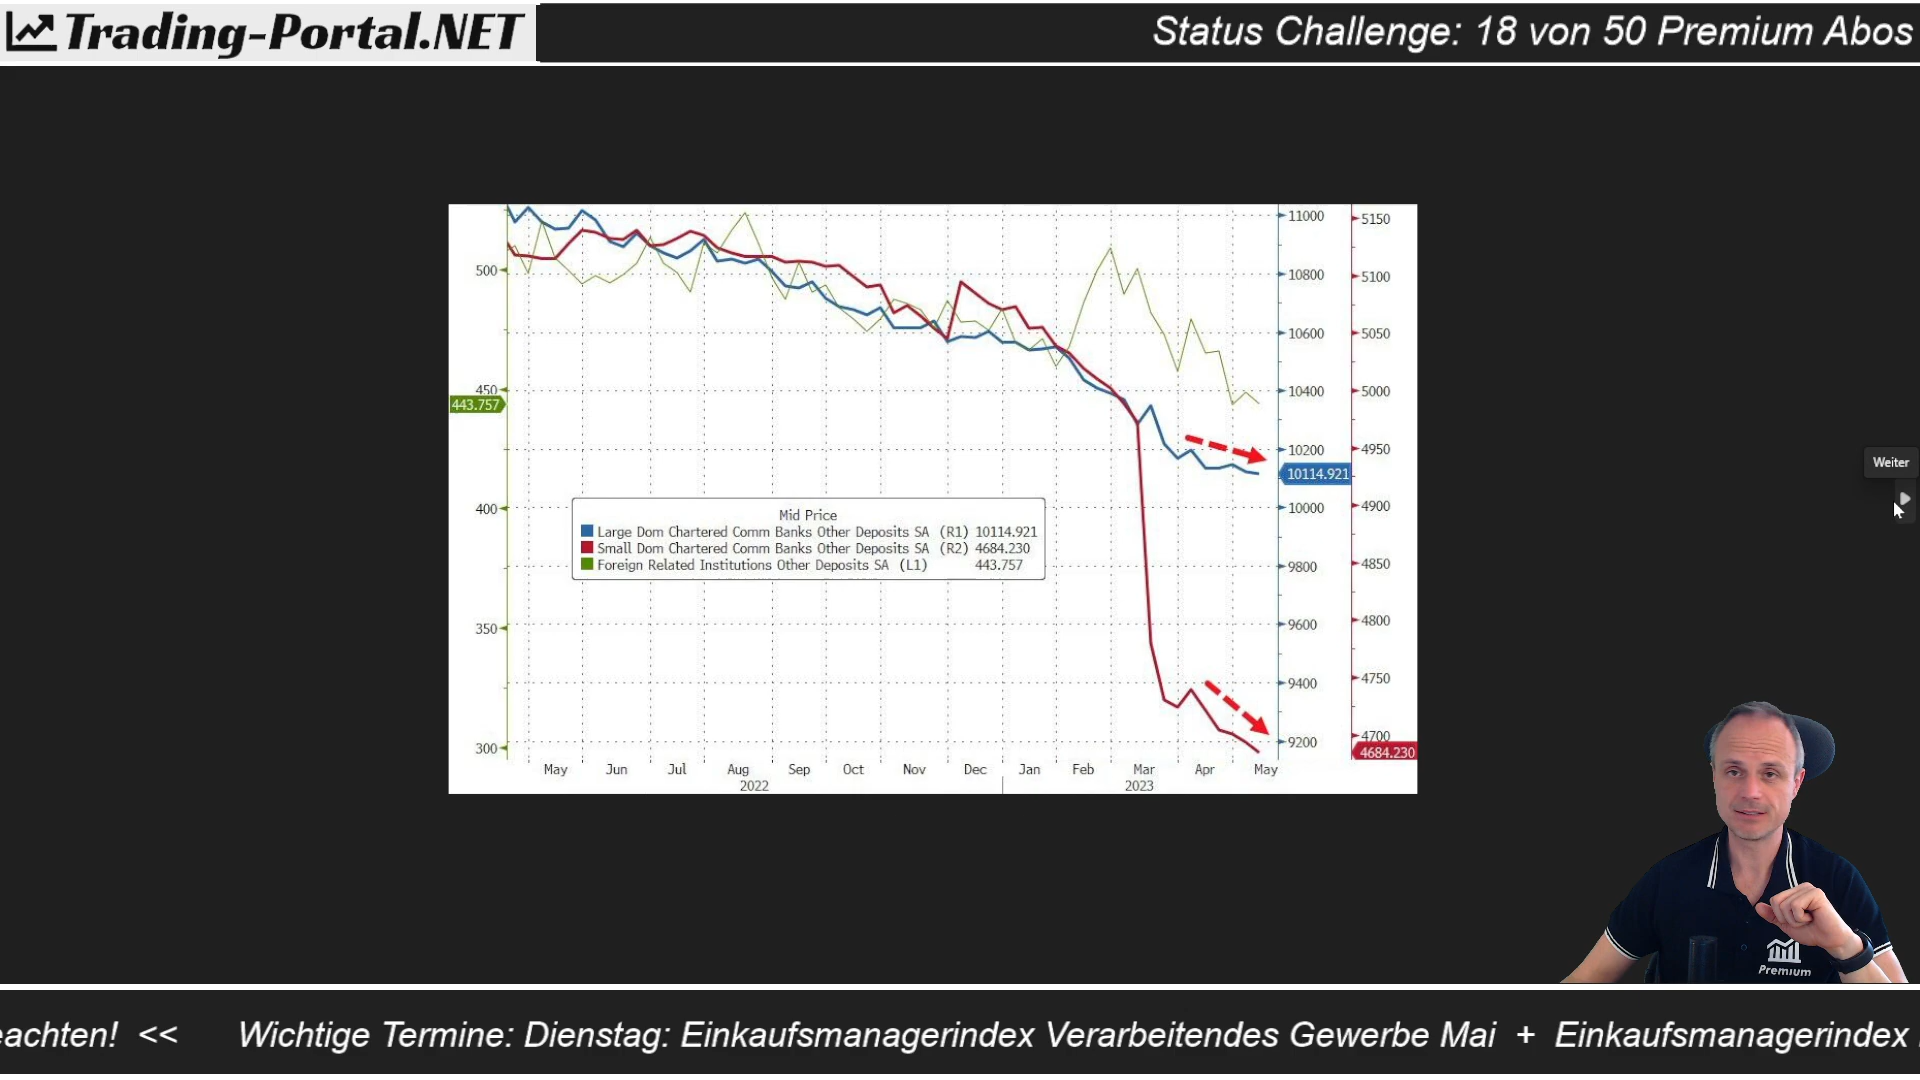 Trading-Portal.NET
Status Challenge: 18 von 50 Premium Abos
11000
5150
500
10800
5100
10600
5050
450
10400
5000
443.757
10200
4950
Weiter
10114.921
400
10000
4900
Mid Price
Large Dom Chartered Comm Banks Other Deposits SA (R1) 10114.921
Small Dom Chartered Comm Banks Other Deposits SA (R2) 4684.230
Foreign Related Institutions Other Deposits SA (L1) 443.757
9800
4850
350
9600
4800
9400
4750
300
9200
4700
4684.230
May Jun Jul Aug Sep Oct Nov Dec Jan Feb Mar Apr May
2022 2023
Premium
eachten! << Wichtige Termine: Dienstag: Einkaufsmanagerindex Verarbeitendes Gewerbe Mai + Einkaufsmanagerindex